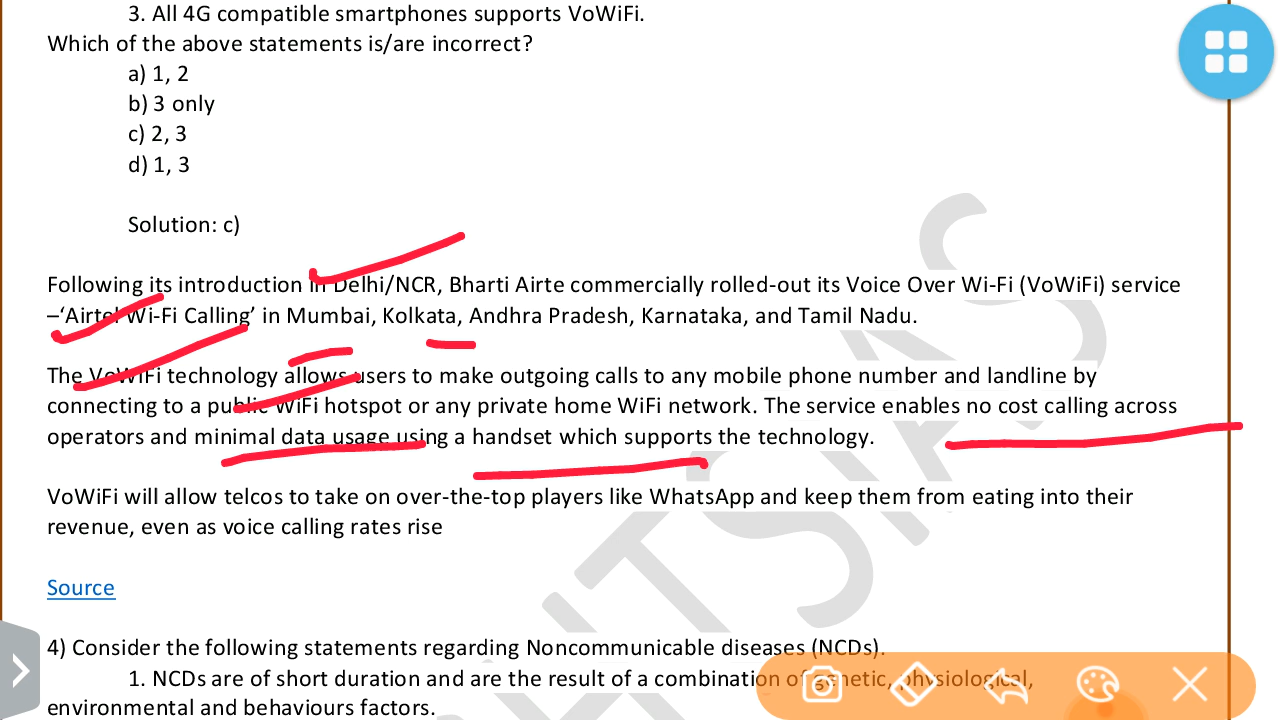 3. All 4G compatible smartphones supports VoWiFi.
Which of the above statements is/are incorrect?
a) 1, 2
b) 3 only
c) 2, 3
d) 1, 3
Solution: c)
Following its introduction in Delhi/NCR, Bharti Airte commercially rolled-out its Voice Over Wi-Fi (VoWiFi) service
–‘Airtel Wi-Fi Calling’ in Mumbai, Kolkata, Andhra Pradesh, Karnataka, and Tamil Nadu.
The VoWiFi technology allows users to make outgoing calls to any mobile phone number and landline by
connecting to a public WiFi hotspot or any private home WiFi network. The service enables no cost calling across
operators and minimal data usage using a handset which supports the technology.
VoWiFi will allow telcos to take on over-the-top players like WhatsApp and keep them from eating into their
revenue, even as voice calling rates rise
Source
4) Consider the following statements regarding Noncommunicable diseases (NCDs).
1. NCDs are of short duration and are the result of a combination of genetic, physiological,
environmental and behaviours factors.